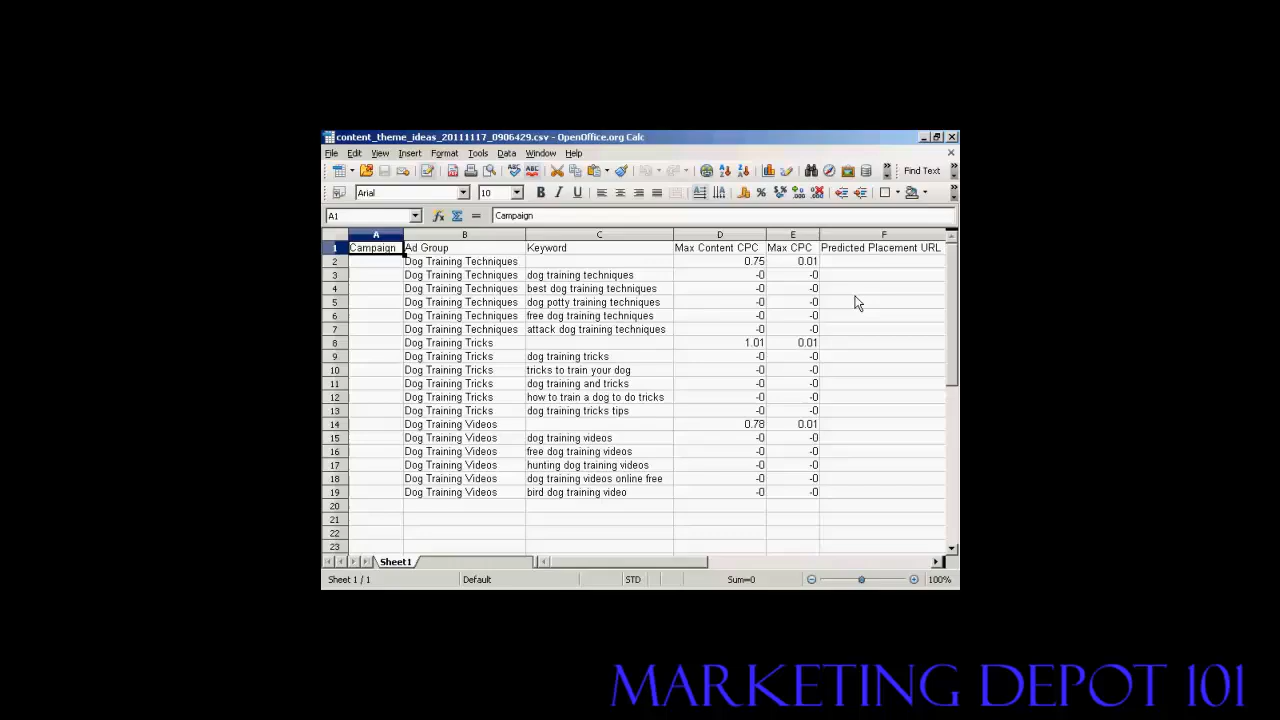 content_theme_ideas_20111117_0906429.csv - OpenOffice.org Calc
File Edit View Insert Format Tools Data Window Help
Find Text
Arial 10 B I U
A1 Campaign
A B C D E F
1 Campaign Ad Group Keyword Max Content CPC Max CPC Predicted Placement URL
2 Dog Training Techniques 0.75 0.01
3 Dog Training Techniques dog training techniques -0 -0
4 Dog Training Techniques best dog training techniques -0 -0
5 Dog Training Techniques dog potty training techniques -0 -0
6 Dog Training Techniques free dog training techniques -0 -0
7 Dog Training Techniques attack dog training techniques -0 -0
8 Dog Training Tricks 1.01 0.01
9 Dog Training Tricks dog training tricks -0 -0
10 Dog Training Tricks tricks to train your dog -0 -0
11 Dog Training Tricks dog training and tricks -0 -0
12 Dog Training Tricks how to train a dog to do tricks -0 -0
13 Dog Training Tricks dog training tricks tips -0 -0
14 Dog Training Videos 0.78 0.01
15 Dog Training Videos dog training videos -0 -0
16 Dog Training Videos free dog training videos -0 -0
17 Dog Training Videos hunting dog training videos -0 -0
18 Dog Training Videos dog training videos online free -0 -0
19 Dog Training Videos bird dog training video -0 -0
20
21
22
23
Sheet1
Sheet 1 / 1 Default STD Sum=0 100%
MARKETING DEPOT 101